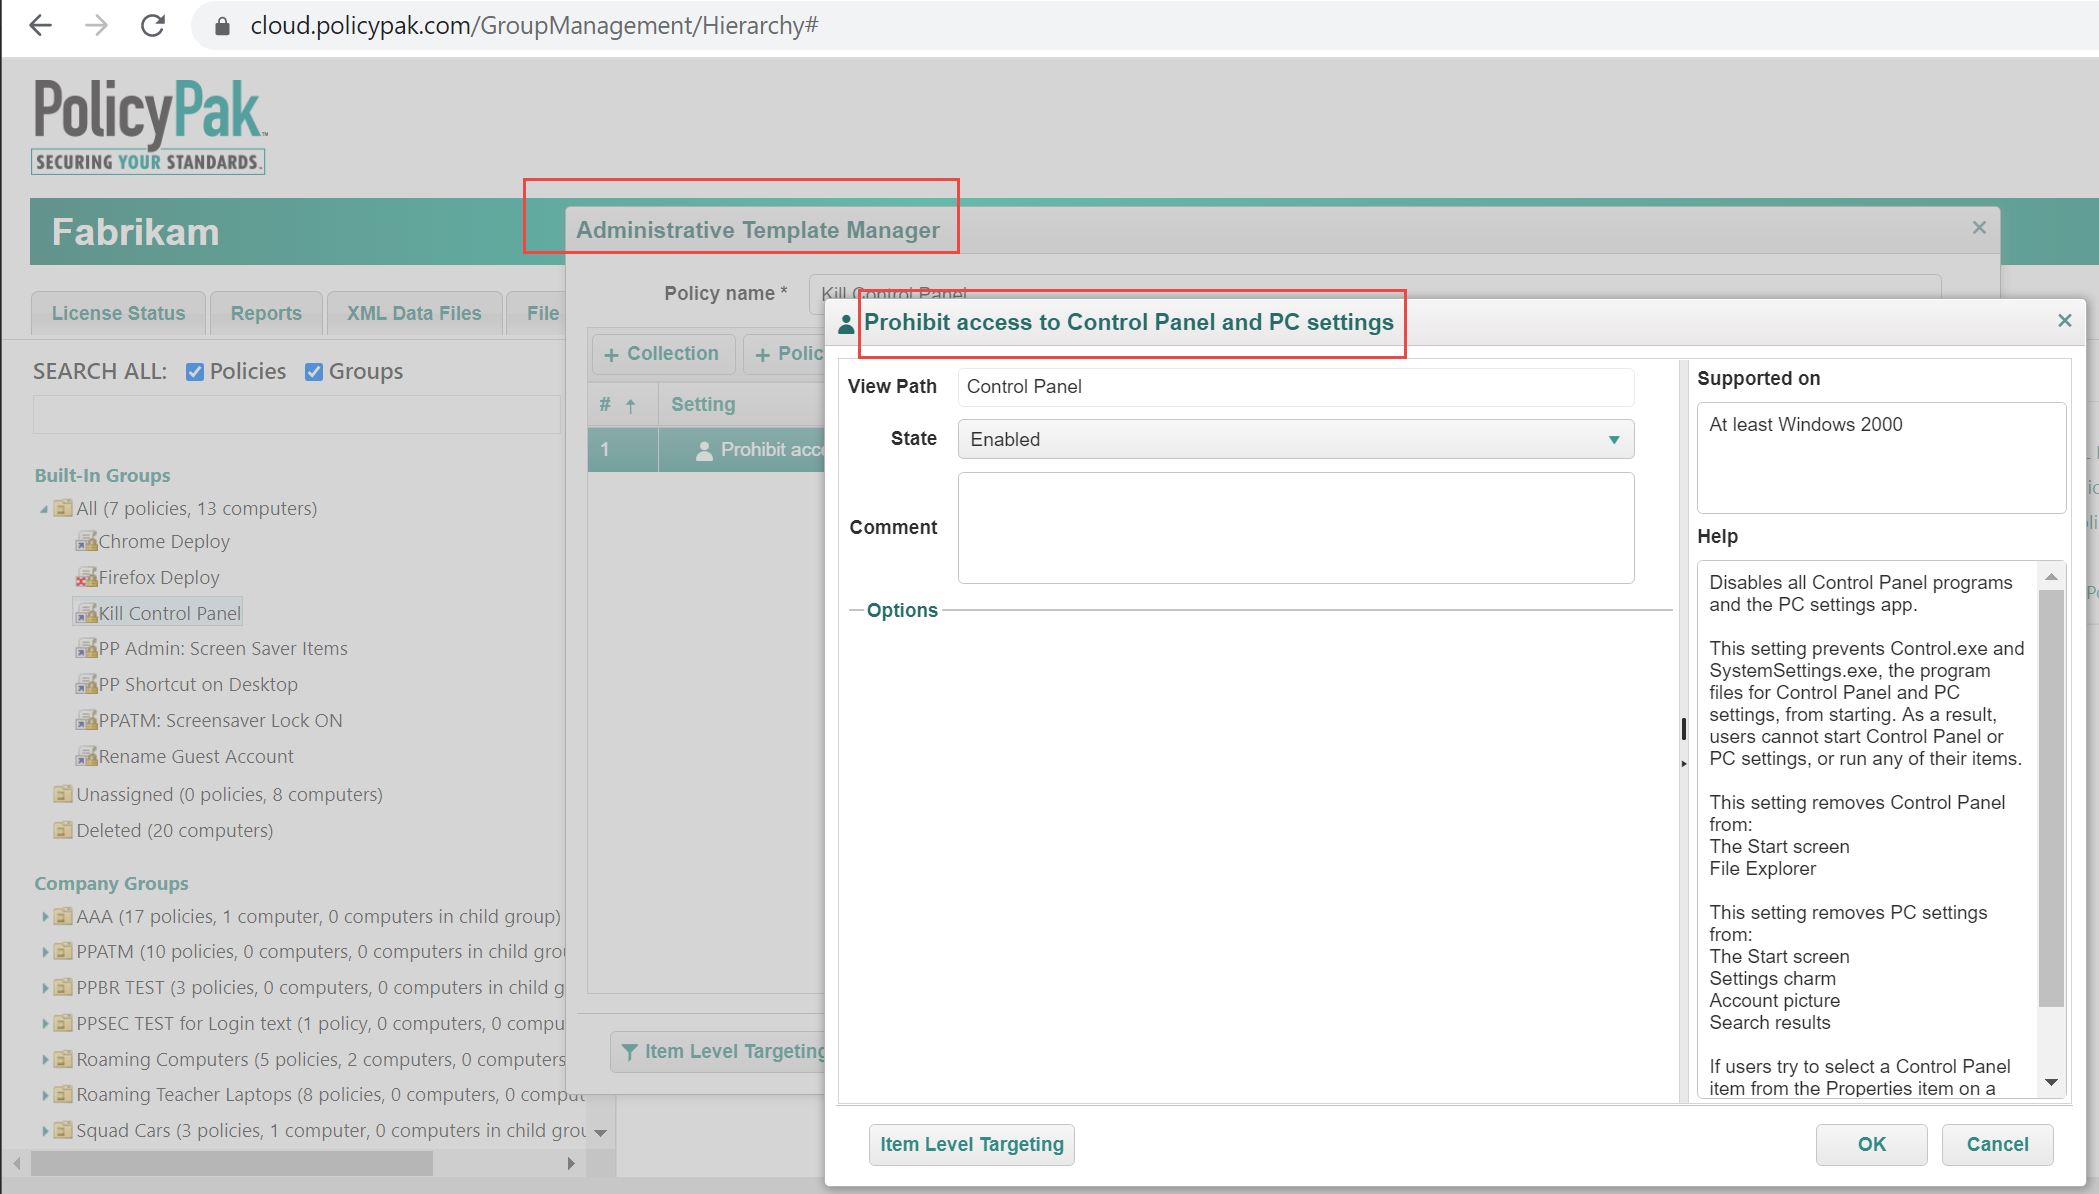 cloud.policypak.com/GroupManagement/Hierarchy#
PolicyPak™
SECURING YOUR STANDARDS.
Fabrikam
License Status
Reports
XML Data Files
File
SEARCH ALL: Policies Groups
Built-In Groups
All (7 policies, 13 computers)
Chrome Deploy
Firefox Deploy
Kill Control Panel
PP Admin: Screen Saver Items
PP Shortcut on Desktop
PPATM: Screensaver Lock ON
Rename Guest Account
Unassigned (0 policies, 8 computers)
Deleted (20 computers)
Company Groups
AAA (17 policies, 1 computer, 0 computers in child group)
PPATM (10 policies, 0 computers, 0 computers in child
PPBR TEST (3 policies, 0 computers, 0 computers in child
PPSEC TEST for Login text (1 policy, 0 computers, 0
Roaming Computers (5 policies, 2 computers, 0 computers
Roaming Teacher Laptops (8 policies, 0 computers, 0
Squad Cars (3 policies, 1 computer, 0 computers in child
Administrative Template Manager
Policy name *
Kill Control Panel
+ Collection
+
# Setting
1 Prohibit
Item Level Targeting
Prohibit access to Control Panel and PC settings
View Path
Control Panel
State
Enabled
Comment
Options
Supported on
At least Windows 2000
Help
Disables all Control Panel programs
and the PC settings app.
This setting prevents Control.exe and
SystemSettings.exe, the program
files for Control Panel and PC
settings, from starting. As a result,
users cannot start Control Panel or
PC settings, or run any of their items.
This setting removes Control Panel
from:
The Start screen
File Explorer
This setting removes PC settings
from:
The Start screen
Settings charm
Account picture
Search results
If users try to select a Control Panel
item from the Properties item on a
Item Level Targeting
OK
Cancel